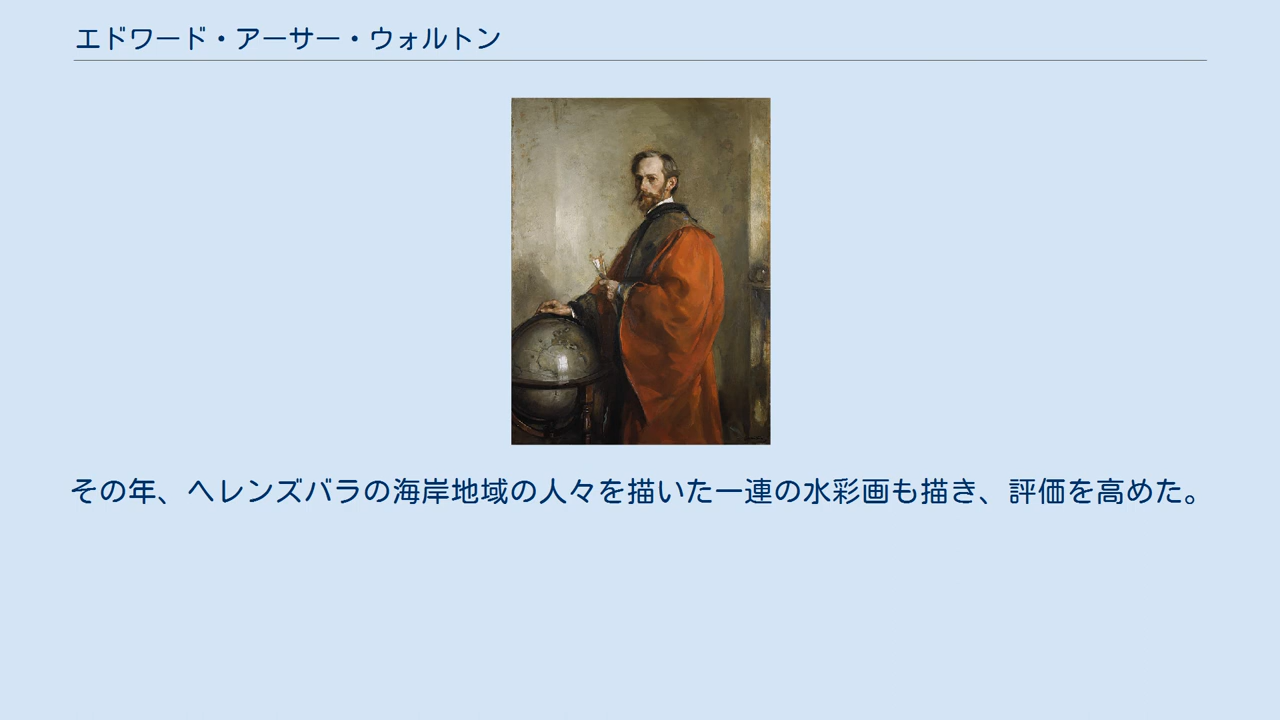 エドワード・アーサー・ウォルトン
その年、ヘレンズバラの海岸地域の人々を描いた一連の水彩画も描き、評価を高めた。